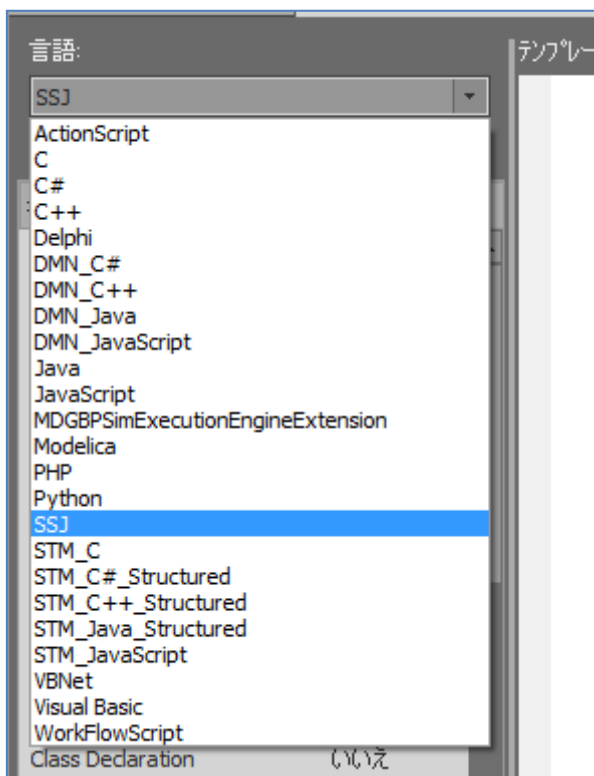 言語:
テンプレー
SSJ
ActionScript
C
C#
C++
Delphi
DMN_C#
DMN_C++
DMN_Java
DMN_JavaScript
Java
JavaScript
MDGBPSimExecutionEngineExtension
Modelica
PHP
Python
SSJ
STM_C
STM_C#_Structured
STM_C++_Structured
STM_Java_Structured
STM_JavaScript
VBNet
Visual Basic
WorkFlowScript
Class Declaration いいえ